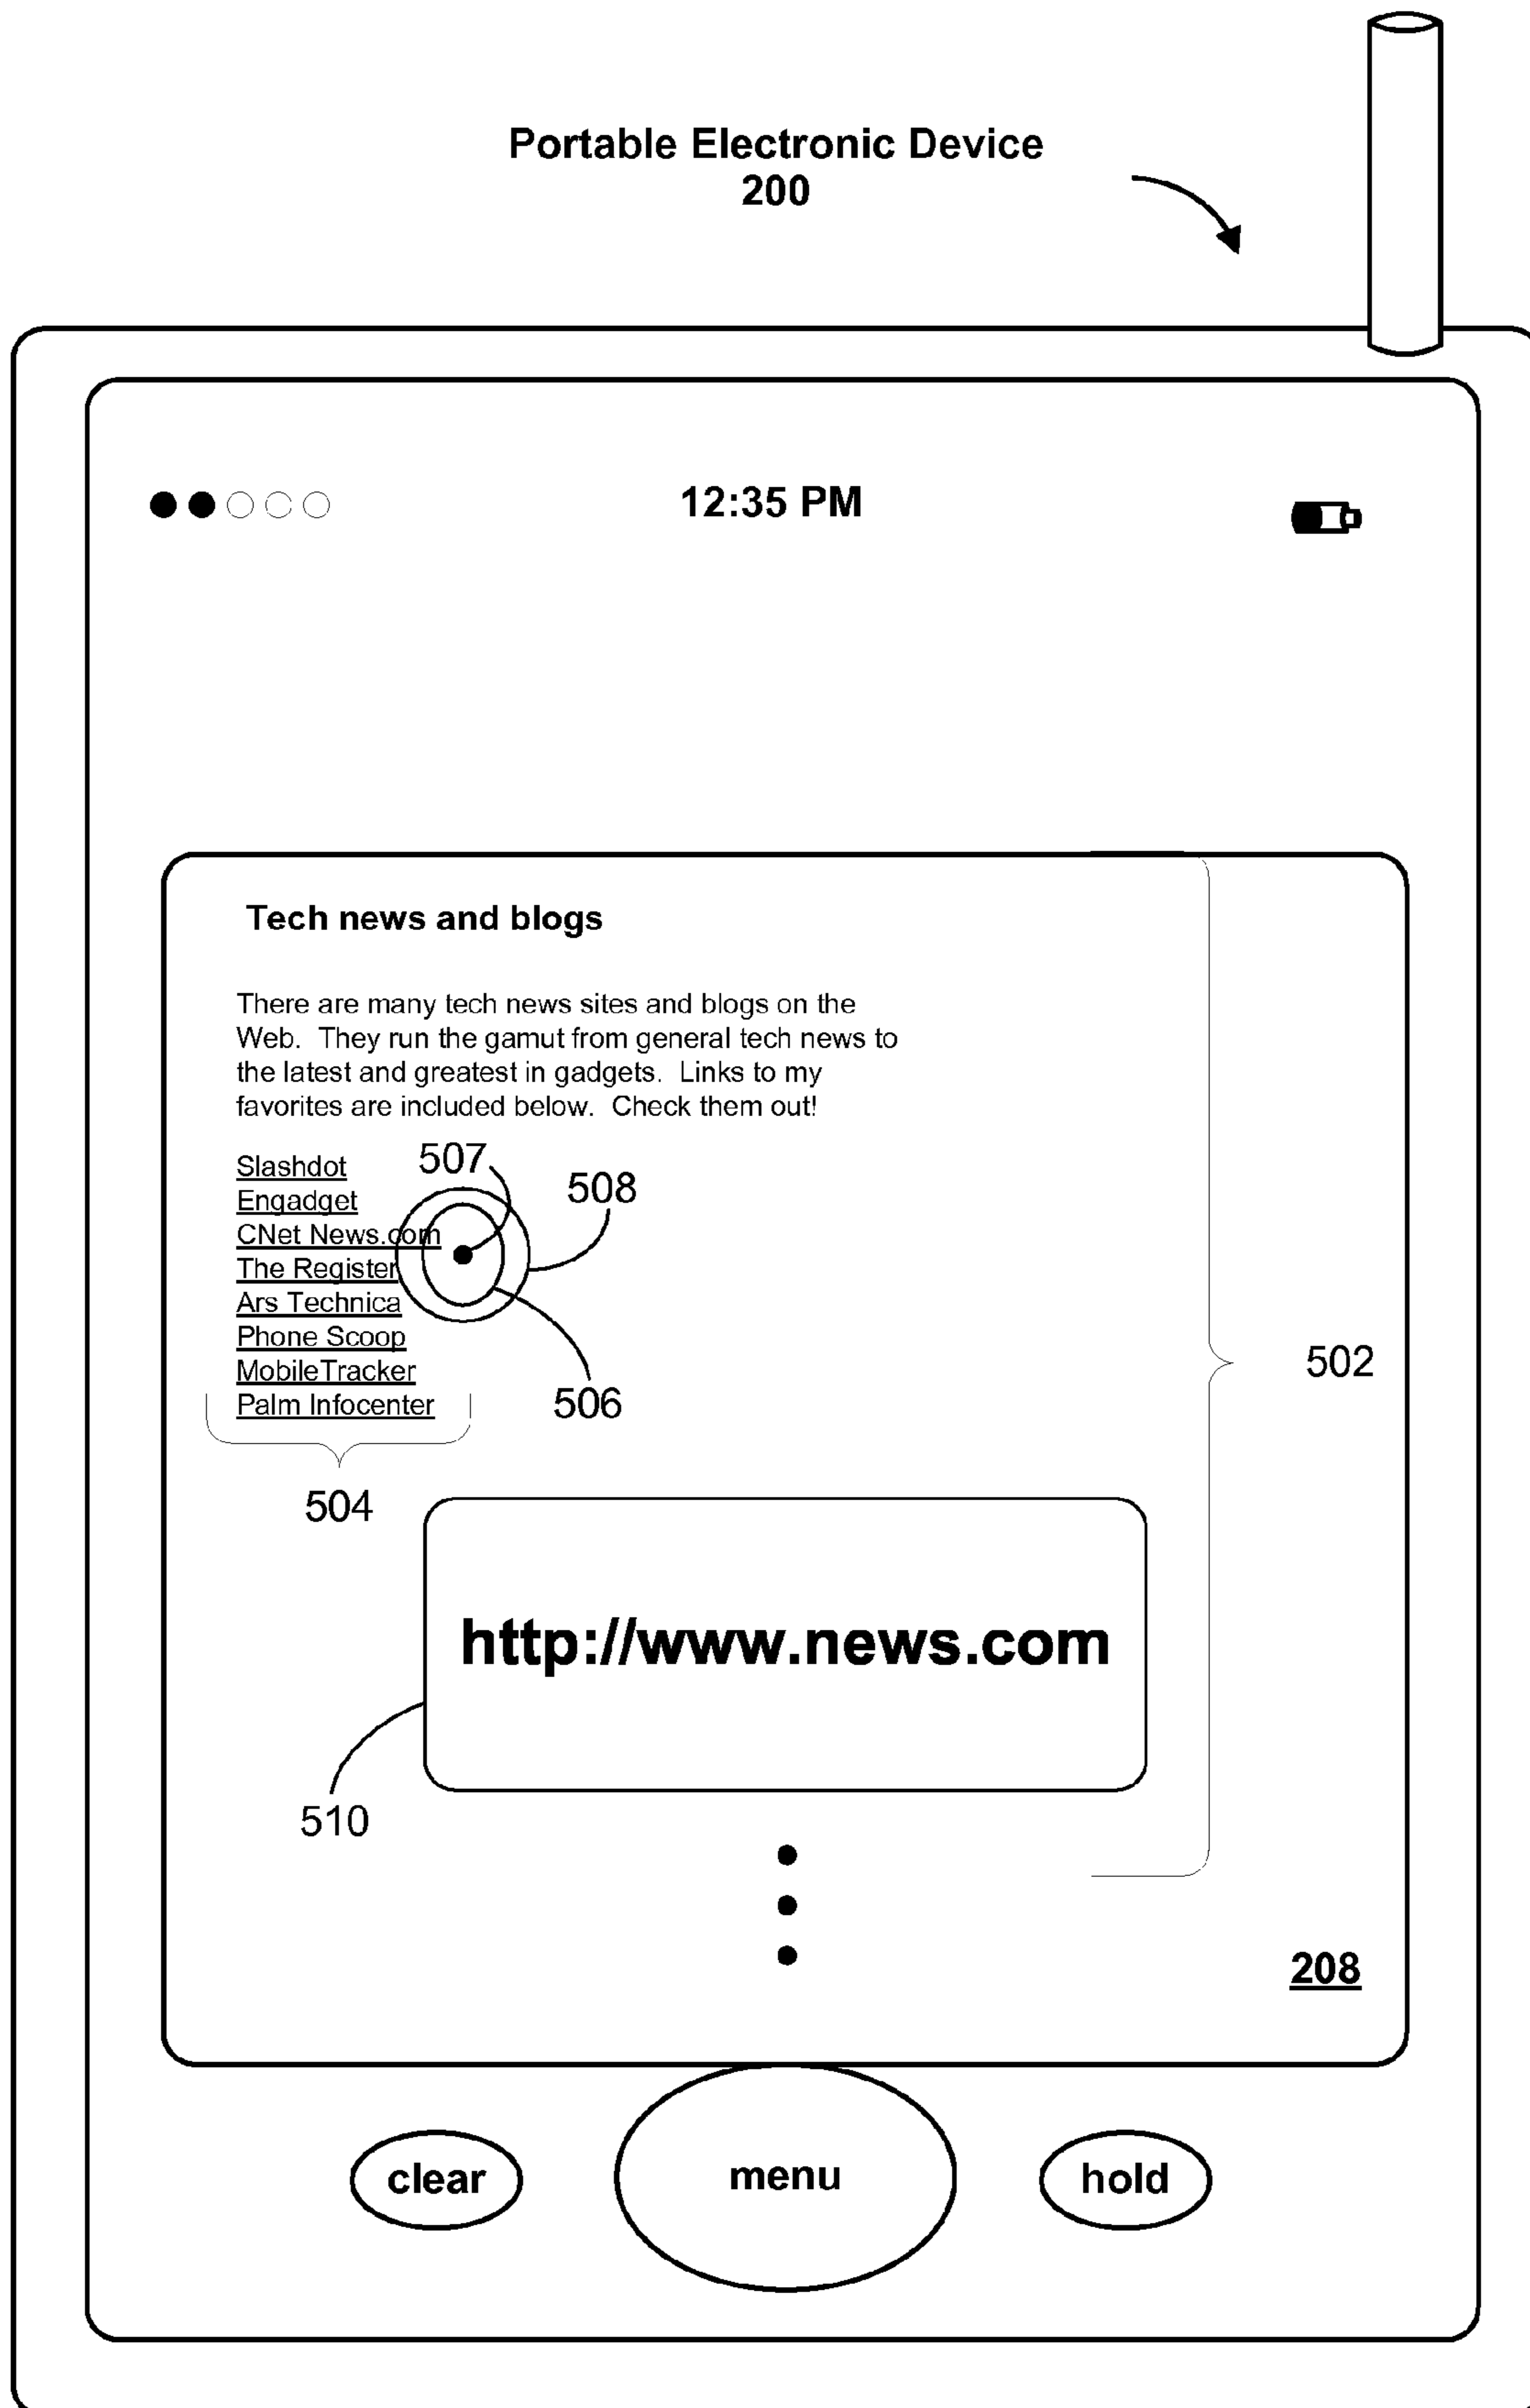 Portable Electronic Device
200
12:35 PM
Tech news and blogs
There are many tech news sites and blogs on the
Web.  They run the gamut from general tech news to
the latest and greatest in gadgets.  Links to my
favorites are included below.  Check them out!
Slashdot
Engadget
CNet News.com
The Register
Ars Technica
Phone Scoop
MobileTracker
Palm Infocenter
507
508
506
502
504
http://www.news.com
510
208
clear
menu
hold